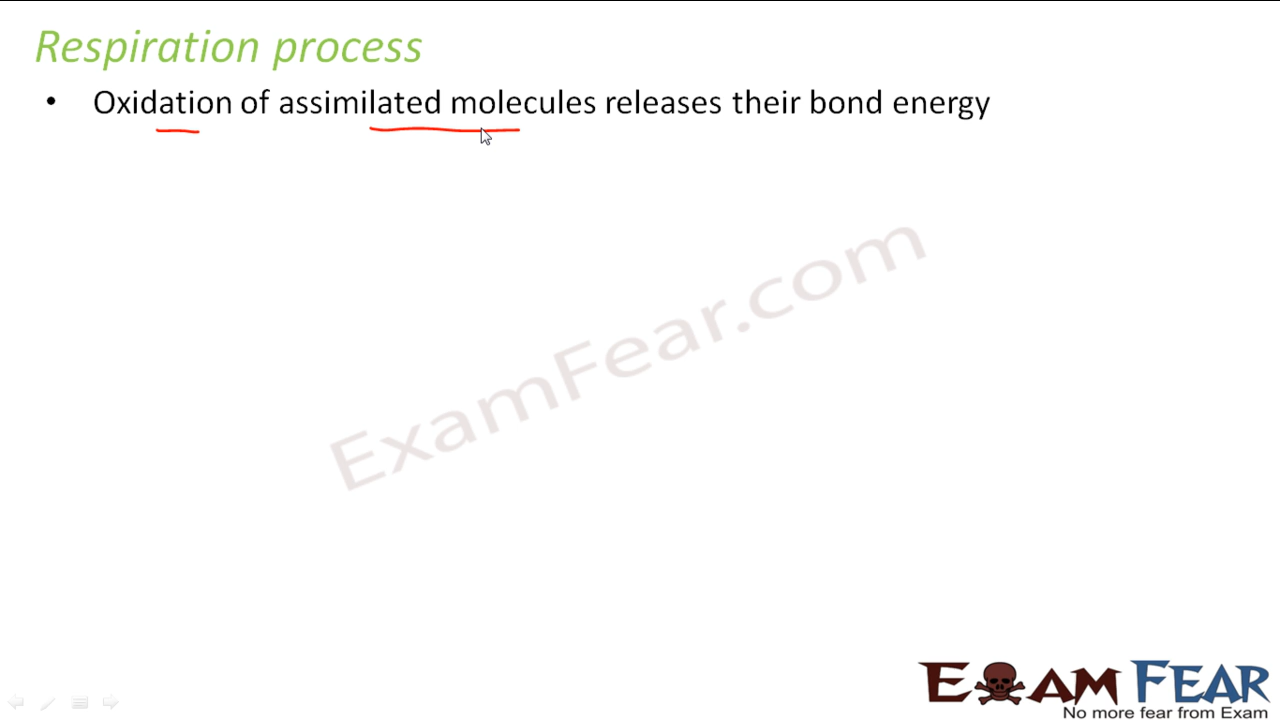 Respiration process
• Oxidation of assimilated molecules releases their bond energy
ExamFear.com
EXAM FEAR
No more fear from Exam